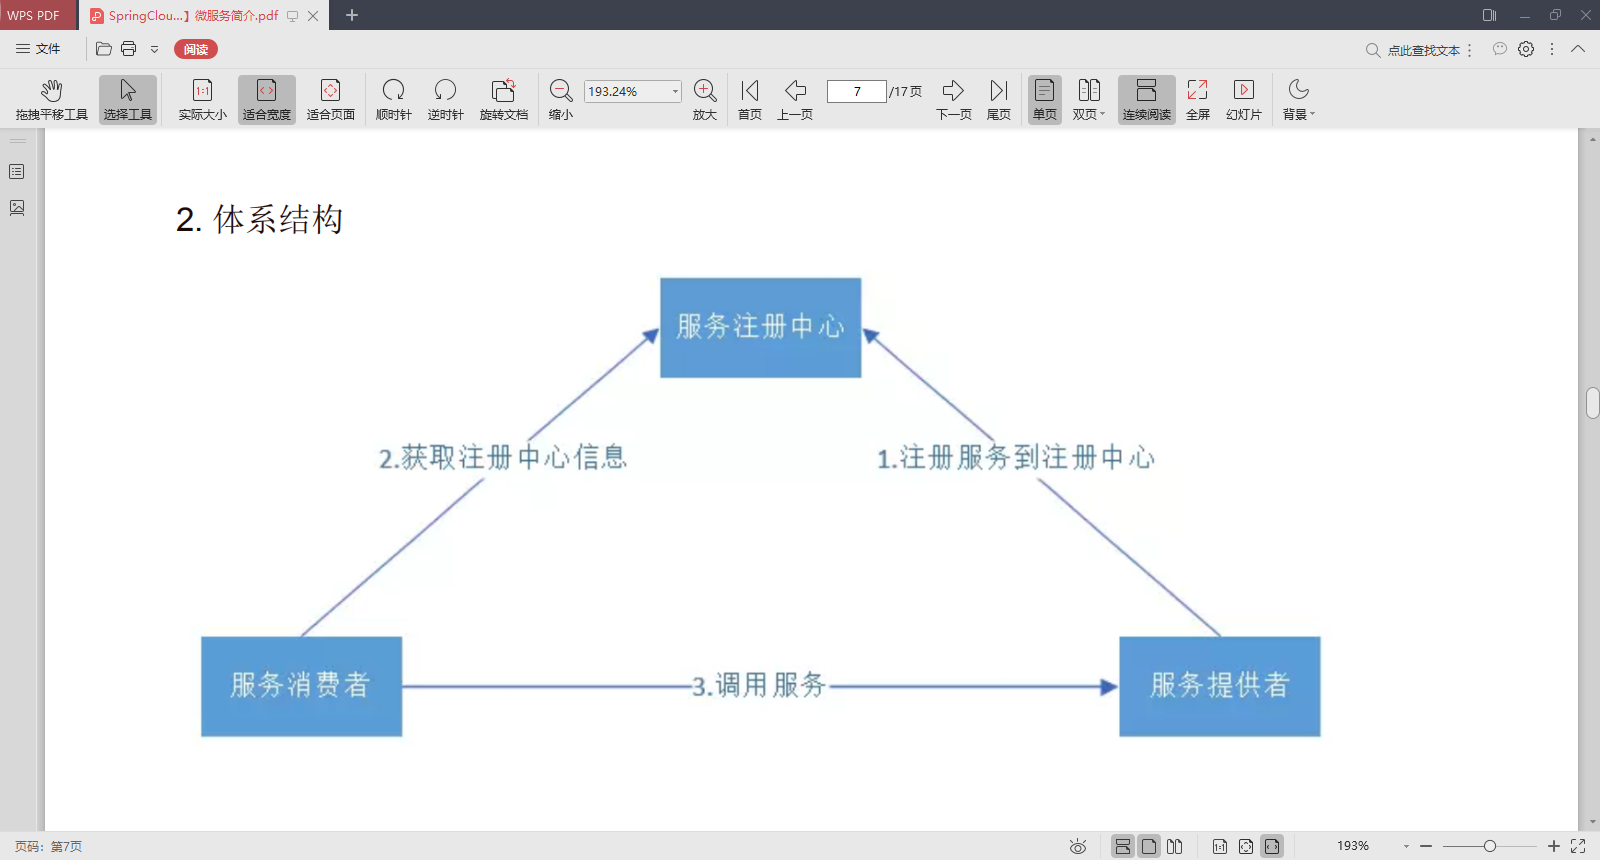 WPS PDF
SpringClou...】微服务简介.pdf
文件
阅读
点此查找文本
拖拽平移工具
选择工具
实际大小
适合宽度
适合页面
顺时针
逆时针
旋转文档
缩小
193.24%
放大
首页
上一页
7
/17页
下一页
尾页
单页
双页
连续阅读
全屏
幻灯片
背景
2. 体系结构
服务注册中心
2.获取注册中心信息
1.注册服务到注册中心
服务消费者
3.调用服务
服务提供者
页码: 第7页
193%